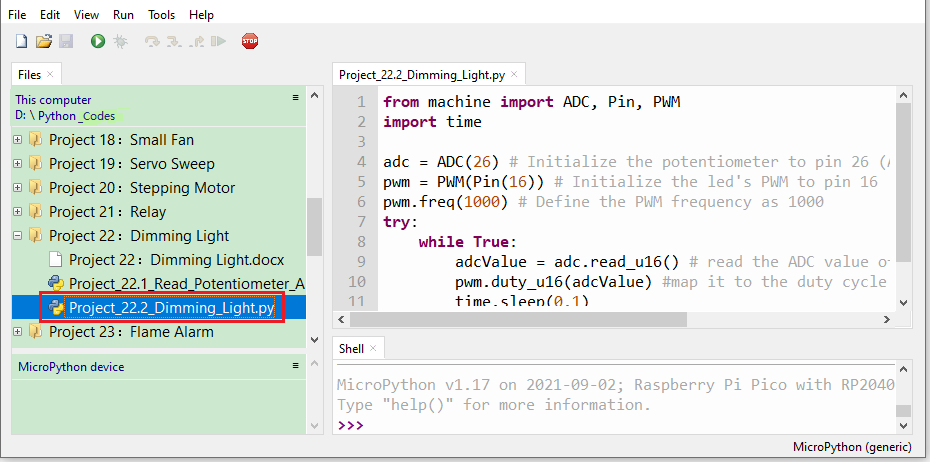 File Edit View Run Tools Help
STOP
Files
This computer
D: \ Python _Codes
Project 18：Small Fan
Project 19：Servo Sweep
Project 20：Stepping Motor
Project 21：Relay
Project 22：Dimming Light
Project 22：Dimming Light.docx
Project_22.1_Read_Potentiometer_A
Project_22.2_Dimming_Light.py
Project 23：Flame Alarm
MicroPython device
Project_22.2_Dimming_Light.py
1 from machine import ADC, Pin, PWM
2 import time
3
4 adc = ADC(26) # Initialize the potentiometer to pin 26 (A
5 pwm = PWM(Pin(16)) # Initialize the led's PWM to pin 16
6 pwm.freq(1000) # Define the PWM frequency as 1000
7 try:
8 while True:
9 adcValue = adc.read_u16() # read the ADC value of
10 pwm.duty_u16(adcValue) #map it to the duty cycle
11 time.sleep(0.1)
Shell
MicroPython v1.17 on 2021-09-02; Raspberry Pi Pico with RP2040
Type "help()" for more information.
>>>
MicroPython (generic)